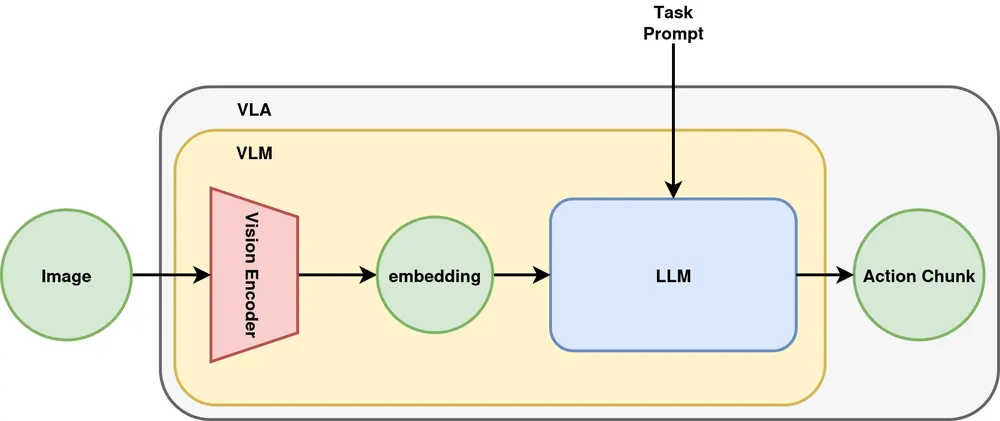 Task
Prompt
VLA
VLM
Image
Vision Encoder
embedding
LLM
Action Chunk